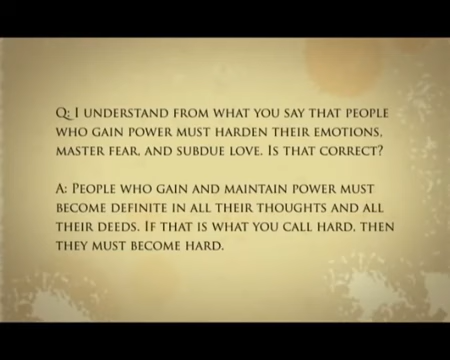 Q: I understand from what you say that people
who gain power must harden their emotions,
master fear, and subdue love. Is that correct?
A: People who gain and maintain power must
become definite in all their thoughts and all
their deeds. If that is what you call hard, then
they must become hard.